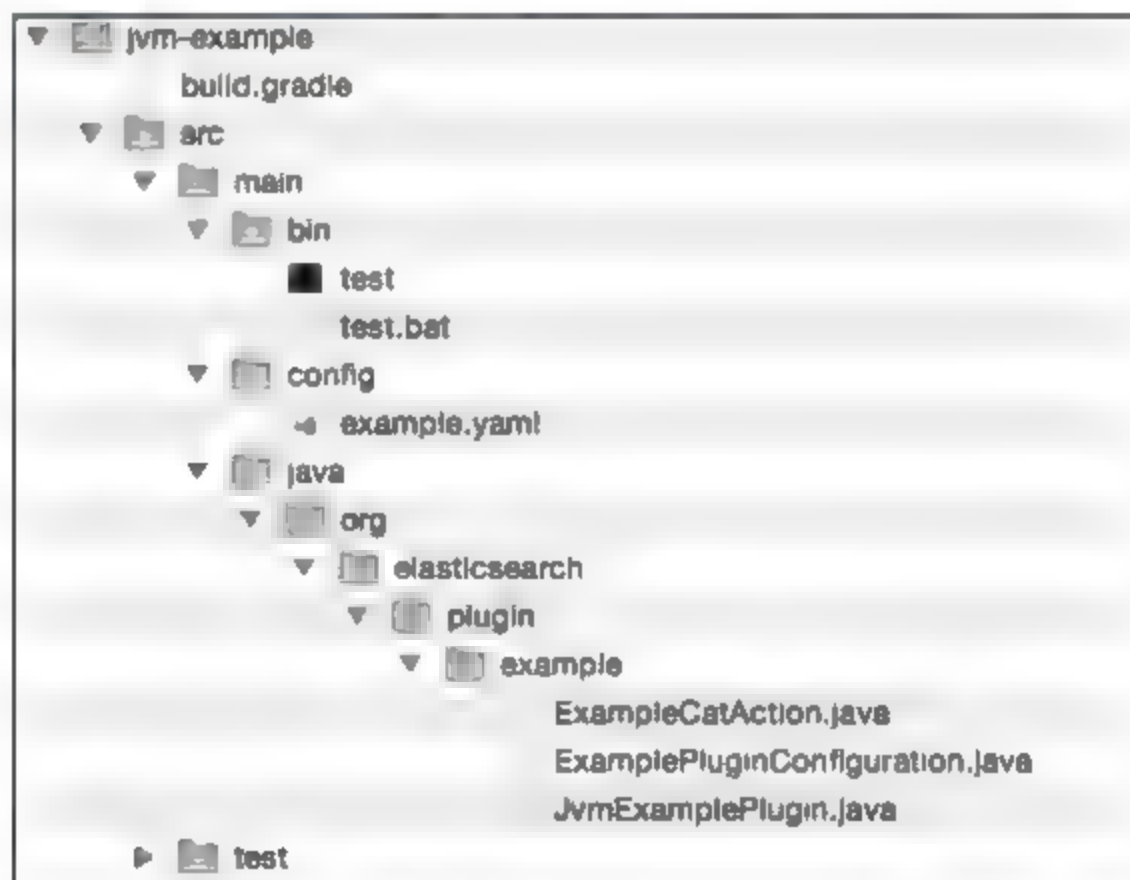 jvm-example
build.gradle
src
main
bin
test
test.bat
config
example.yaml
java
org
elasticsearch
plugin
example
ExampleCatAction.java
ExamplePluginConfiguration.java
JvmExamplePlugin.java
test